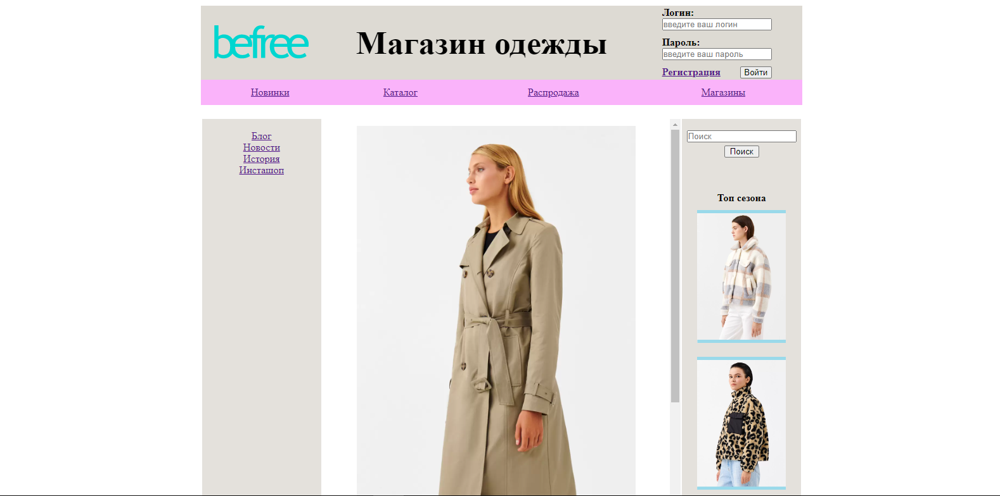 befree
Магазин одежды
Логин:
введите ваш логин
Пароль:
введите ваш пароль
Регистрация Войти
Новинки Каталог Распродажа Магазины
Блог
Новости
История
Инсташоп
Поиск
Поиск
Топ сезона